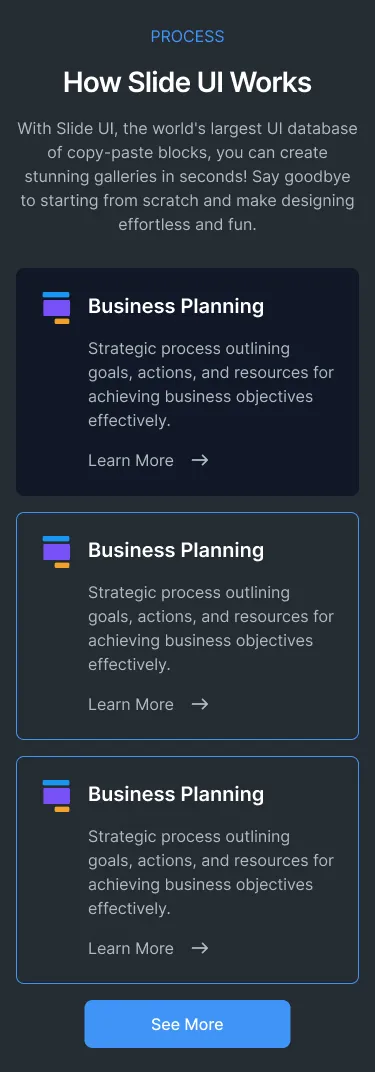 PROCESS
How Slide UI Works
With Slide UI, the world's largest UI database
of copy-paste blocks, you can create
stunning galleries in seconds! Say goodbye
to starting from scratch and make designing
effortless and fun.
Business Planning
Strategic process outlining
goals, actions, and resources for
achieving business objectives
effectively.
Learn More
Business Planning
Strategic process outlining
goals, actions, and resources for
achieving business objectives
effectively.
Learn More
Business Planning
Strategic process outlining
goals, actions, and resources for
achieving business objectives
effectively.
Learn More
See More